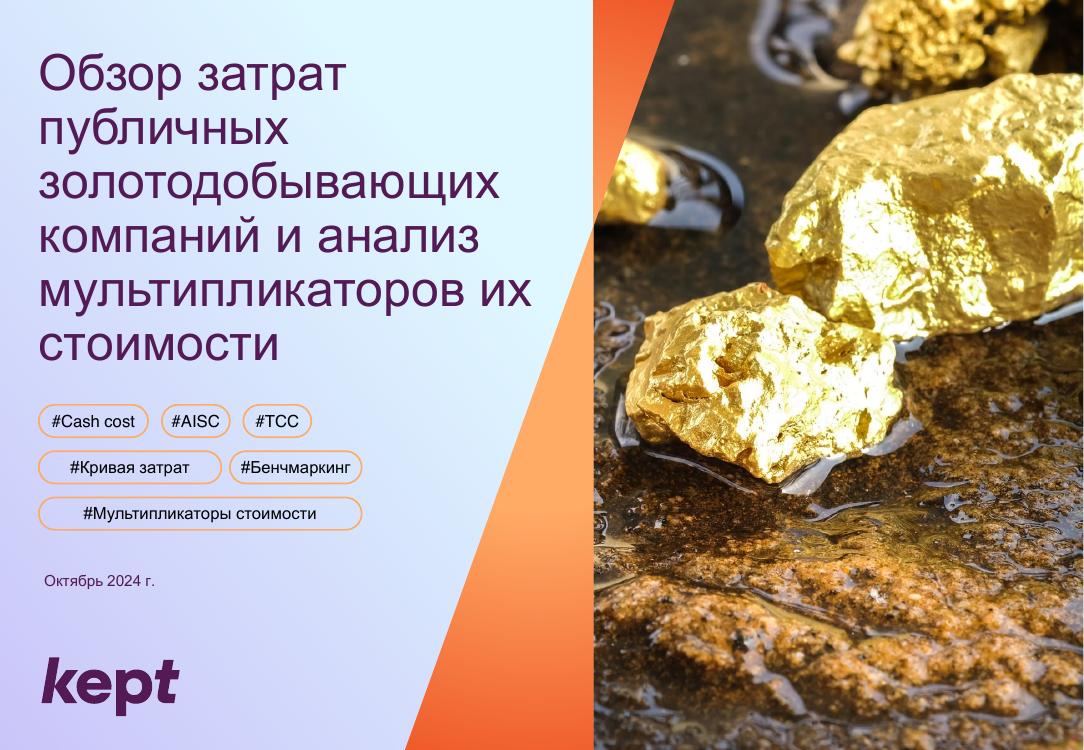 Обзор затрат
публичных
золотодобывающих
компаний и анализ
мультипликаторов их
стоимости
#Cash cost #AISC #TCC
#Кривая затрат #Бенчмаркинг
#Мультипликаторы стоимости
Октябрь 2024 г.
kept